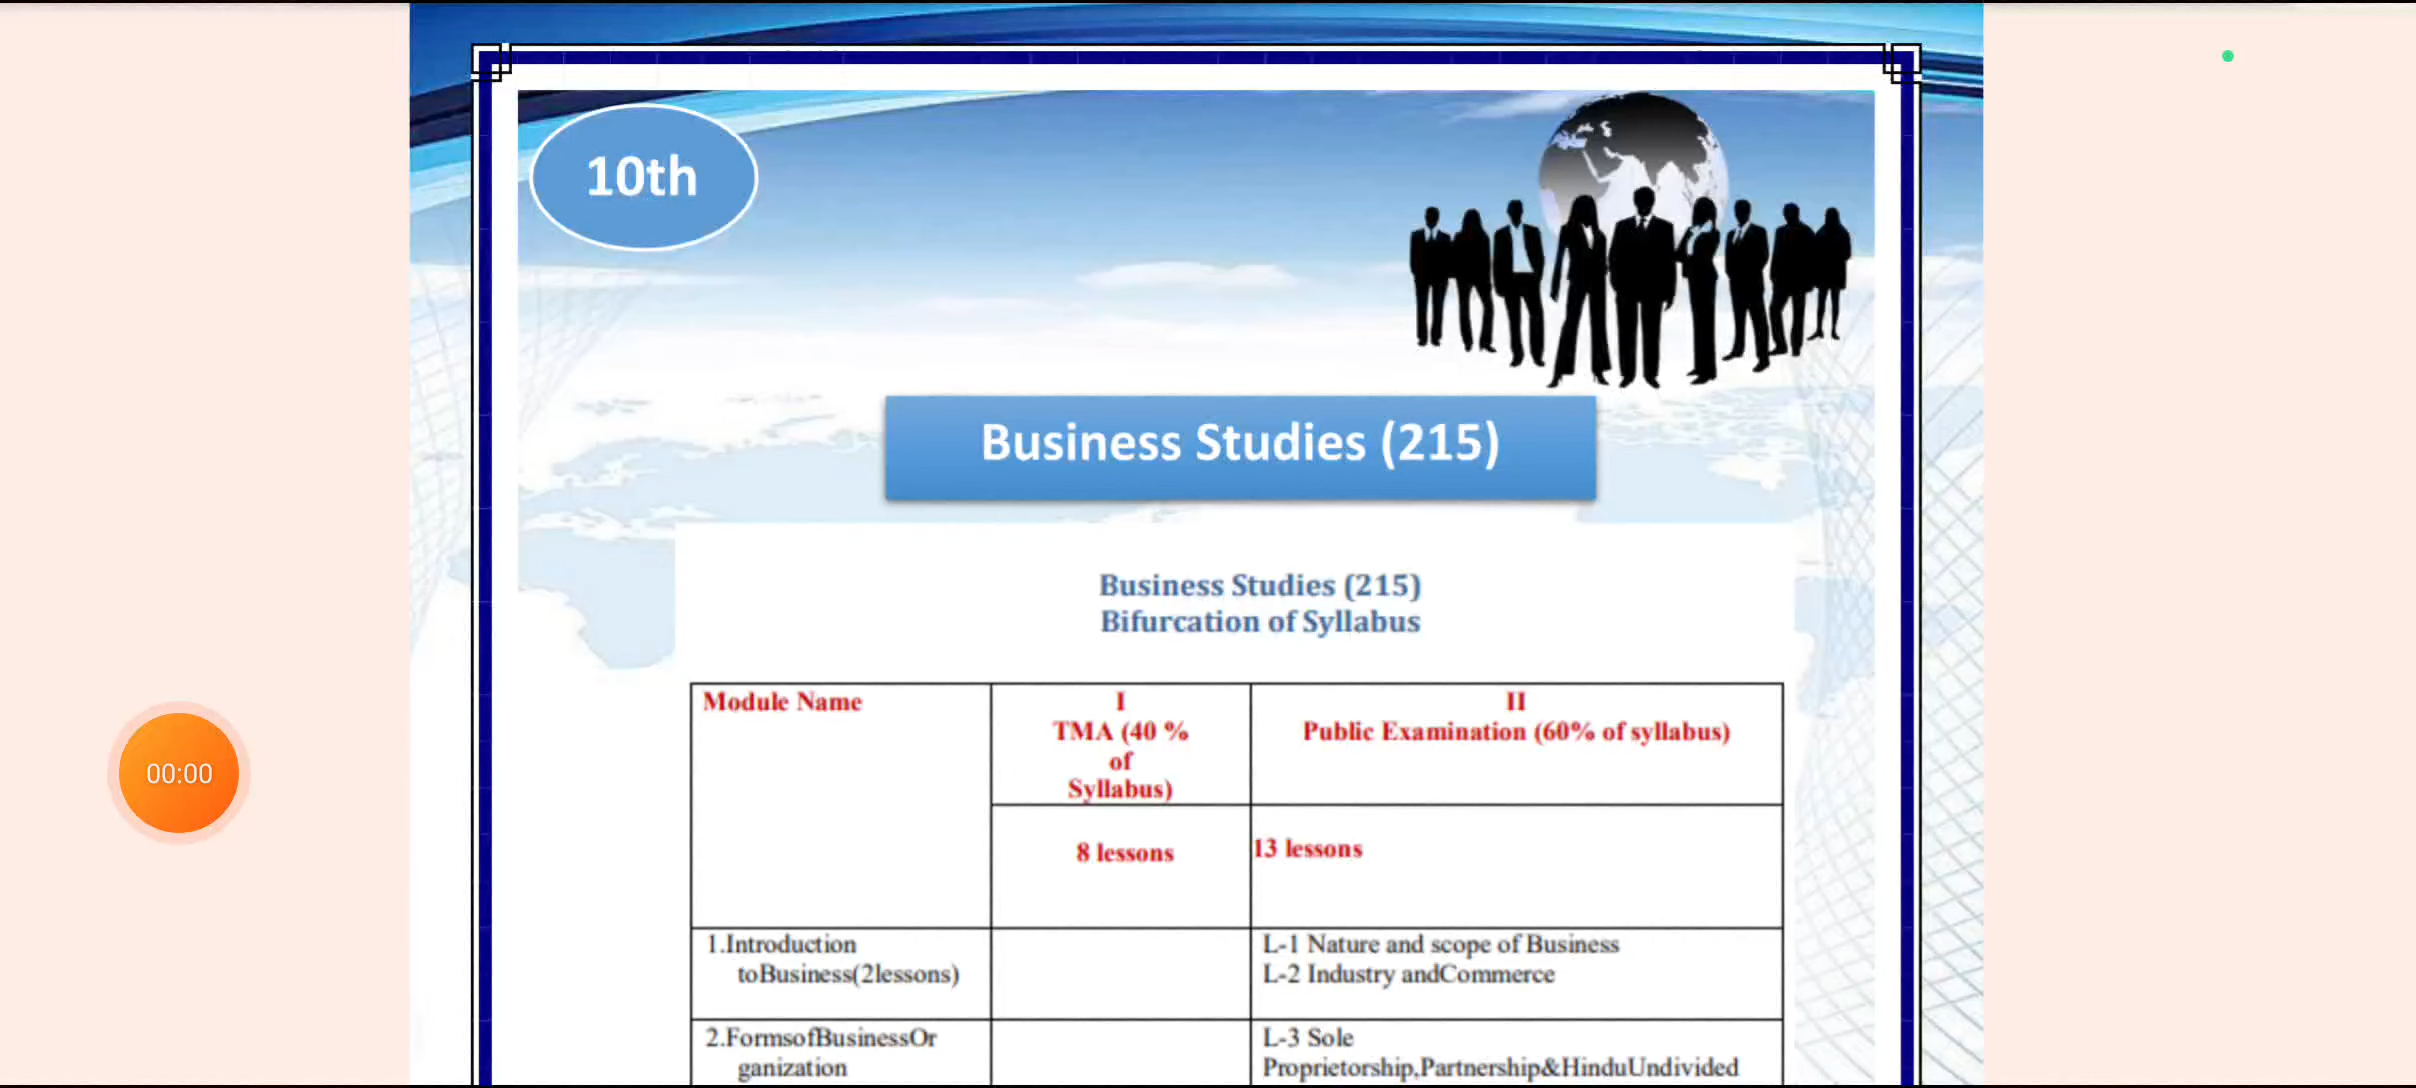 10th
Business Studies (215)
Business Studies (215)
Bifurcation of Syllabus
Module Name
I
TMA (40 %
of
Syllabus)
II
Public Examination (60% of syllabus)
8 lessons
13 lessons
1.Introduction
toBusiness(2lessons)
L-1 Nature and scope of Business
L-2 Industry andCommerce
2.FormsofBusinessOr
ganization
L-3 Sole
Proprietorship,Partnership&HinduUndivided
00:00